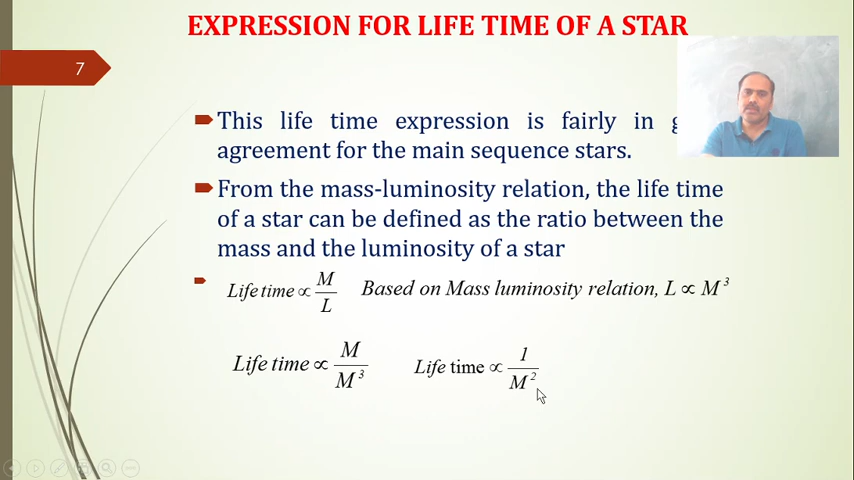 EXPRESSION FOR LIFE TIME OF A STAR
7
This life time expression is fairly in g
agreement for the main sequence stars.
From the mass-luminosity relation, the life time
of a star can be defined as the ratio between the
mass and the luminosity of a star
Life time ∝ M/L Based on Mass luminosity relation, L ∝ M³
Life time ∝ M/M³ Life time ∝ 1/M²